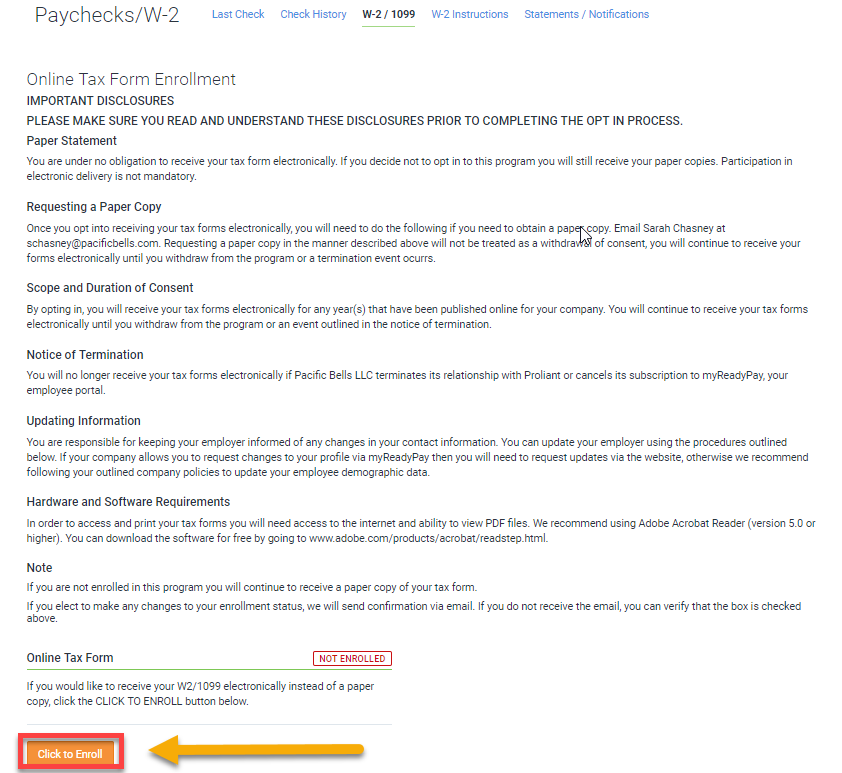 Paychecks/W-2 Last Check Check History W-2 / 1099 W-2 Instructions Statements / Notifications
Online Tax Form Enrollment
IMPORTANT DISCLOSURES
PLEASE MAKE SURE YOU READ AND UNDERSTAND THESE DISCLOSURES PRIOR TO COMPLETING THE OPT IN PROCESS.
Paper Statement
You are under no obligation to receive your tax form electronically. If you decide not to opt in to this program you will still receive your paper copies. Participation in
electronic delivery is not mandatory.
Requesting a Paper Copy
Once you opt into receiving your tax forms electronically, you will need to do the following if you need to obtain a paper copy. Email Sarah Chasney at
schasney@pacificbells.com. Requesting a paper copy in the manner described above will not be treated as a withdrawal of consent, you will continue to receive your
forms electronically until you withdraw from the program or a termination event ocurrs.
Scope and Duration of Consent
By opting in, you will receive your tax forms electronically for any year(s) that have been published online for your company. You will continue to receive your tax forms
electronically until you withdraw from the program or an event outlined in the notice of termination.
Notice of Termination
You will no longer receive your tax forms electronically if Pacific Bells LLC terminates its relationship with Proliant or cancels its subscription to myReadyPay, your
employee portal.
Updating Information
You are responsible for keeping your employer informed of any changes in your contact information. You can update your employer using the procedures outlined
below. If your company allows you to request changes to your profile via myReadyPay then you will need to request updates via the website, otherwise we recommend
following your outlined company policies to update your employee demographic data.
Hardware and Software Requirements
In order to access and print your tax forms you will need access to the internet and ability to view PDF files. We recommend using Adobe Acrobat Reader (version 5.0 or
higher). You can download the software for free by going to www.adobe.com/products/acrobat/readstep.html.
Note
If you are not enrolled in this program you will continue to receive a paper copy of your tax form.
If you elect to make any changes to your enrollment status, we will send confirmation via email. If you do not receive the email, you can verify that the box is checked
above.
Online Tax Form NOT ENROLLED
If you would like to receive your W2/1099 electronically instead of a paper
copy, click the CLICK TO ENROLL button below.
Click to Enroll